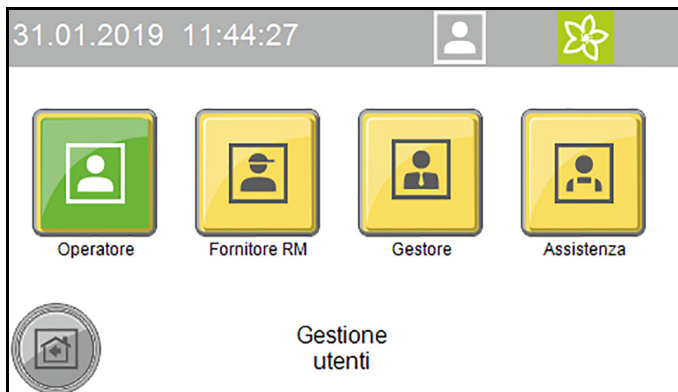 31.01.2019 11:44:27
Operatore
Fornitore RM
Gestore
Assistenza
Gestione
utenti